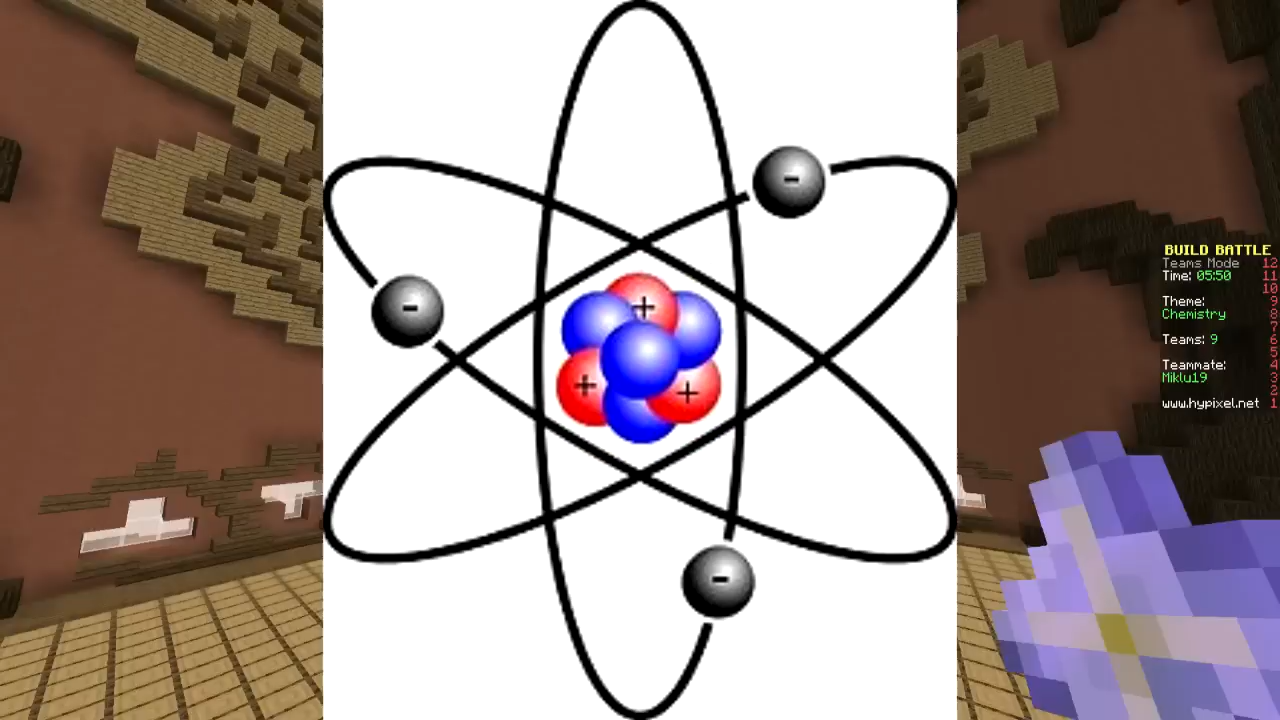 -
-
+
+
+
-
BUILD BATTLE
Teams Mode 12
Time: 05:50 11
10
Theme: 9
Chemistry 8
7
Teams: 9 6
5
Teammate: 4
Miklu19 3
2
www.hypixel.net 1